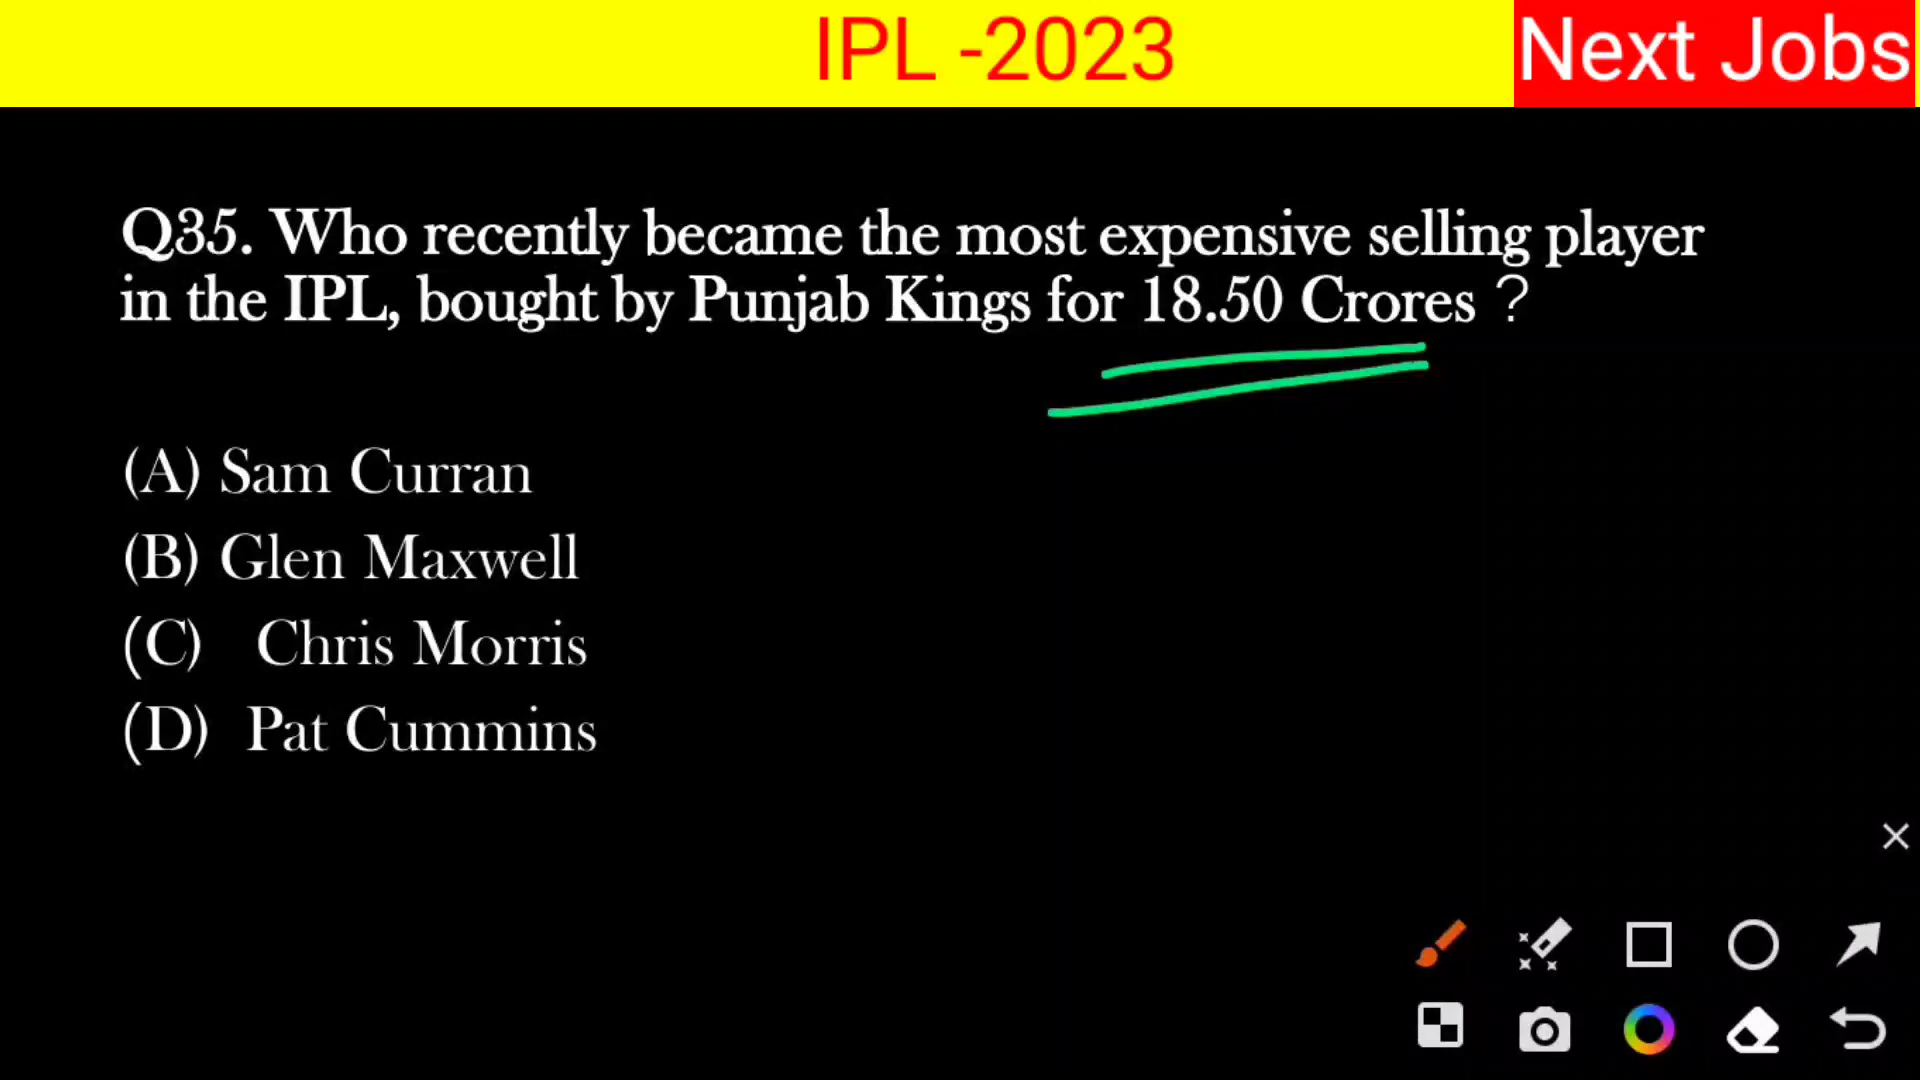 IPL -2023
Next Jobs
Q35. Who recently became the most expensive selling player
in the IPL, bought by Punjab Kings for 18.50 Crores ?
(A) Sam Curran
(B) Glen Maxwell
(C) Chris Morris
(D) Pat Cummins